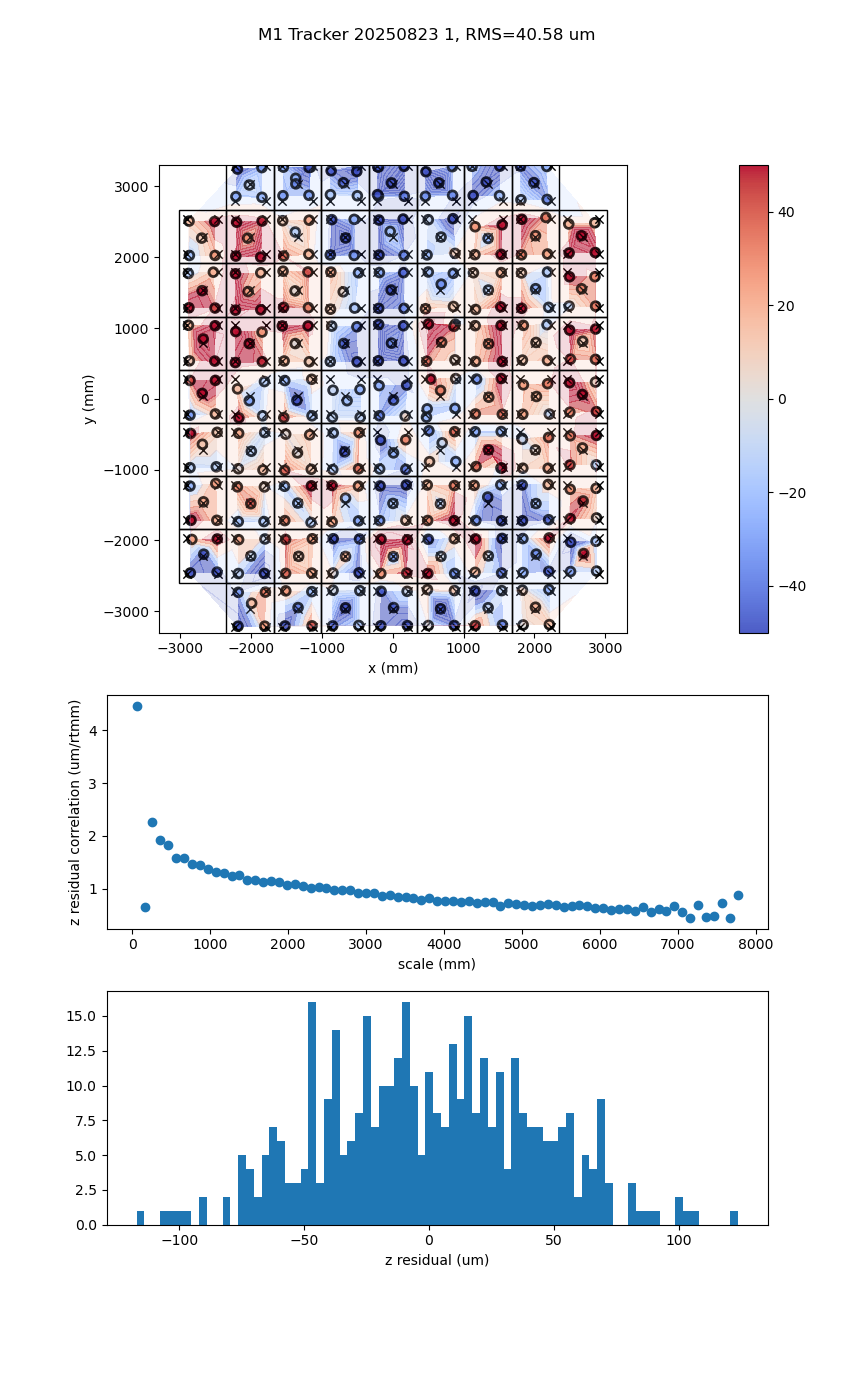 M1 Tracker 20250823 1, RMS=40.58 um
3000
2000
1000
0
−1000
−2000
−3000
y (mm)
−3000 −2000 −1000 0 1000 2000 3000
x (mm)
40
20
0
−20
−40
4
3
2
1
z residual correlation (um/rtmm)
0 1000 2000 3000 4000 5000 6000 7000 8000
scale (mm)
15.0
12.5
10.0
7.5
5.0
2.5
0.0
−100 −50 0 50 100
z residual (um)